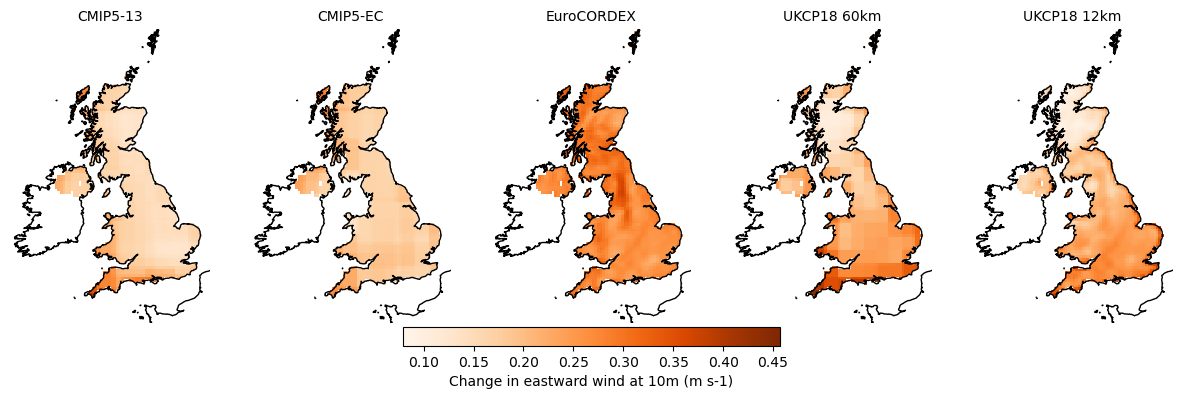 CMIP5-13 CMIP5-EC EuroCORDEX UKCP18 60km UKCP18 12km
0.10 0.15 0.20 0.25 0.30 0.35 0.40 0.45
Change in eastward wind at 10m (m s-1)